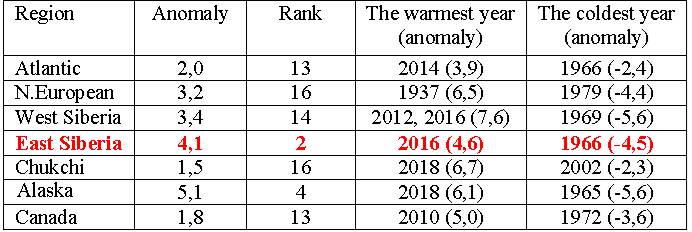 Region Anomaly Rank The warmest year (anomaly) The coldest year (anomaly)
Atlantic 2,0 13 2014 (3,9) 1966 (-2,4)
N.European 3,2 16 1937 (6,5) 1979 (-4,4)
West Siberia 3,4 14 2012, 2016 (7,6) 1969 (-5,6)
East Siberia 4,1 2 2016 (4,6) 1966 (-4,5)
Chukchi 1,5 16 2018 (6,7) 2002 (-2,3)
Alaska 5,1 4 2018 (6,1) 1965 (-5,6)
Canada 1,8 13 2010 (5,0) 1972 (-3,6)